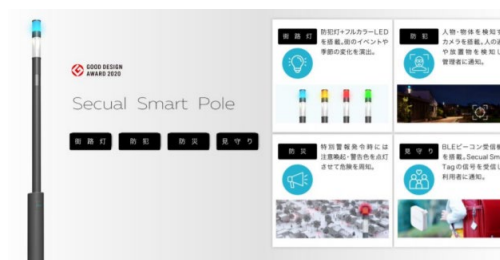 GOOD DESIGN
AWARD 2020
Secual Smart Pole
街路灯
防犯
防災
見守り
街路灯
防犯灯+フルカラーLED
を搭載。街のイベントや
季節の変化を演出。
防犯
人物・物体を検知す
カメラを搭載。人の通
や放置物を検知し
管理者に通知。
防災
特別警報発令時には
注意喚起・警告色を点灯
させて危険を周知。
見守り
BLEビーコン受信機
を搭載。Secual Sma
Tagの信号を受信し
利用者に通知。